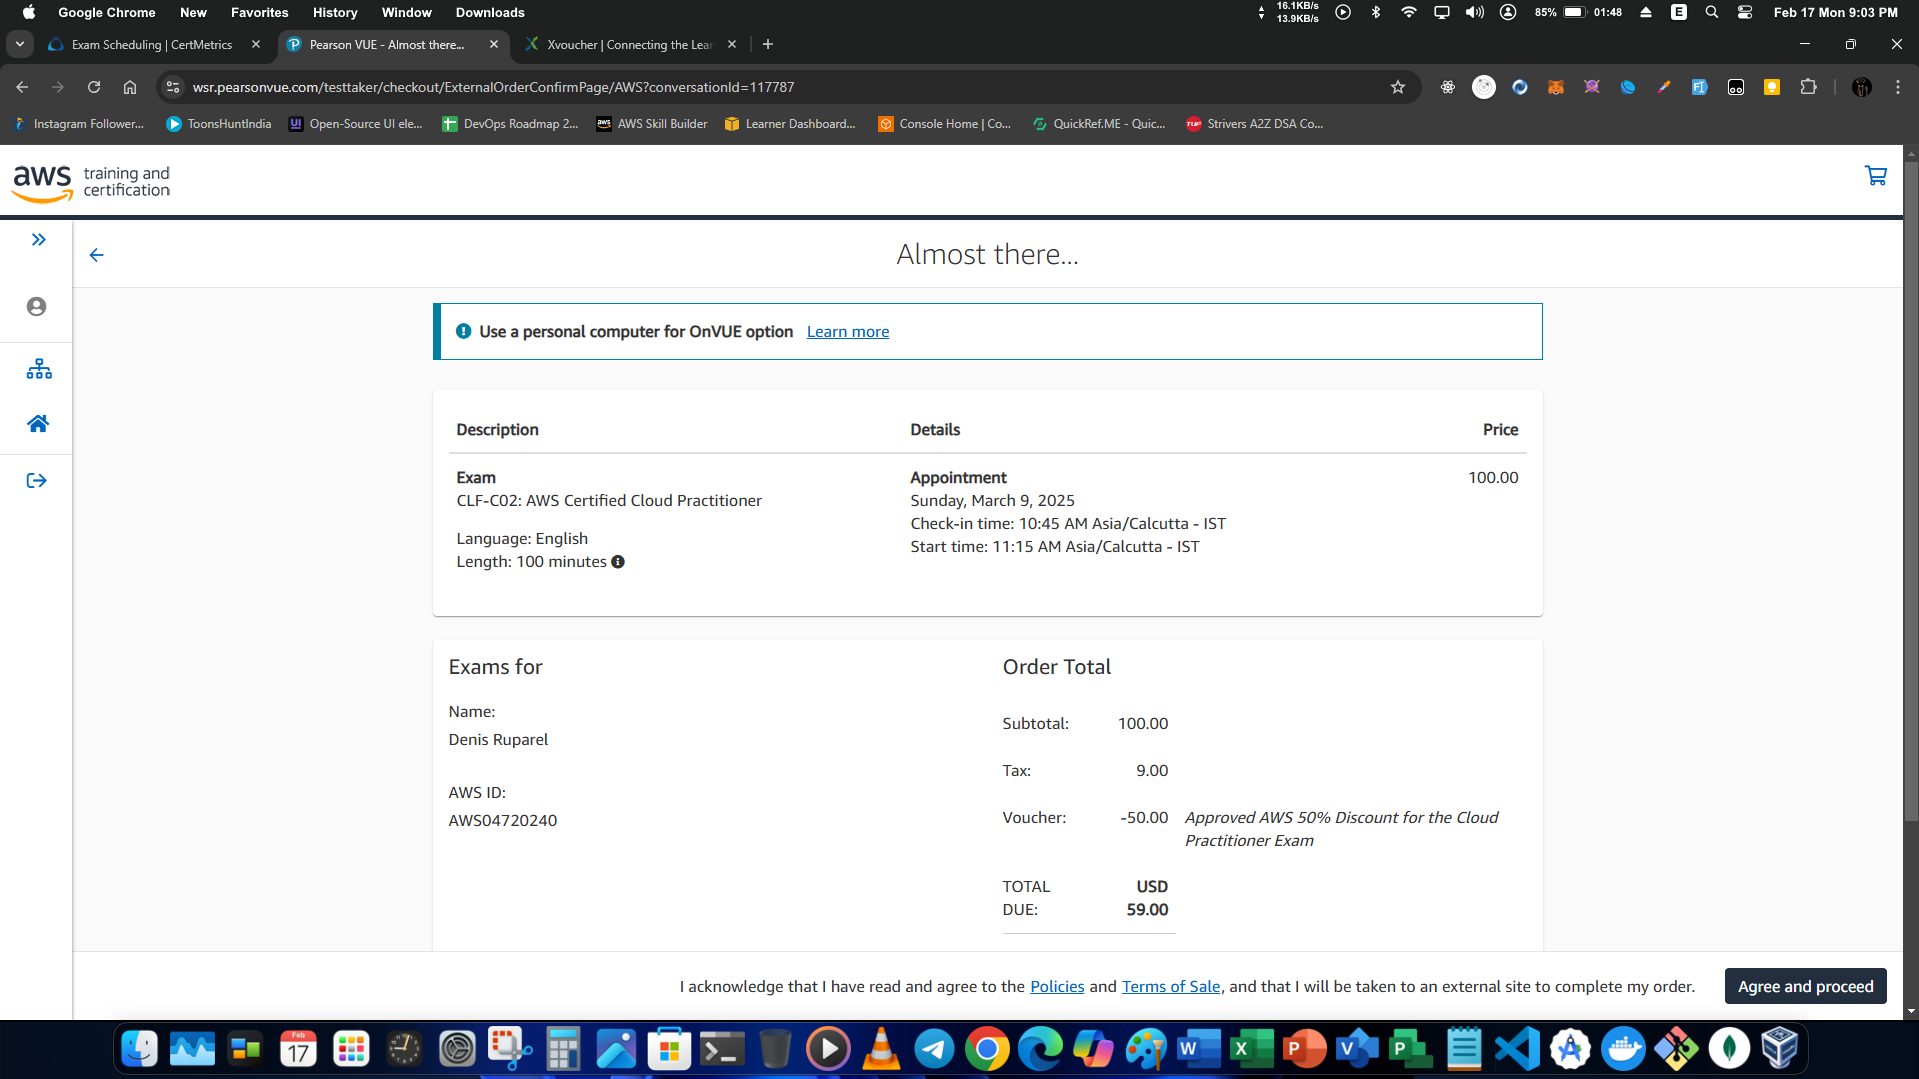 Google Chrome New Favorites History Window Downloads 16.1KB/s 13.9KB/s 85% 01:48 E Feb 17 Mon 9:03 PM
Exam Scheduling | CertMetrics Pearson VUE - Almost there... Xvoucher | Connecting the Lear
wsr.pearsonvue.com/testtaker/checkout/ExternalOrderConfirmPage/AWS?conversationId=117787
Instagram Follower... ToonsHuntIndia Open-Source UI ele... DevOps Roadmap 2... AWS Skill Builder Learner Dashboard... Console Home | Co... QuickRef.ME - Quic... Strivers A2Z DSA Co...
aws training and
certification
Almost there...
Use a personal computer for OnVUE option Learn more
Description Details Price
Exam Appointment 100.00
CLF-C02: AWS Certified Cloud Practitioner Sunday, March 9, 2025
Check-in time: 10:45 AM Asia/Calcutta - IST
Language: English Start time: 11:15 AM Asia/Calcutta - IST
Length: 100 minutes
Exams for
Name:
Denis Ruparel
AWS ID:
AWS04720240
Order Total
Subtotal: 100.00
Tax: 9.00
Voucher: -50.00 Approved AWS 50% Discount for the Cloud
Practitioner Exam
TOTAL USD
DUE: 59.00
I acknowledge that I have read and agree to the Policies and Terms of Sale, and that I will be taken to an external site to complete my order. Agree and proceed
Feb
17